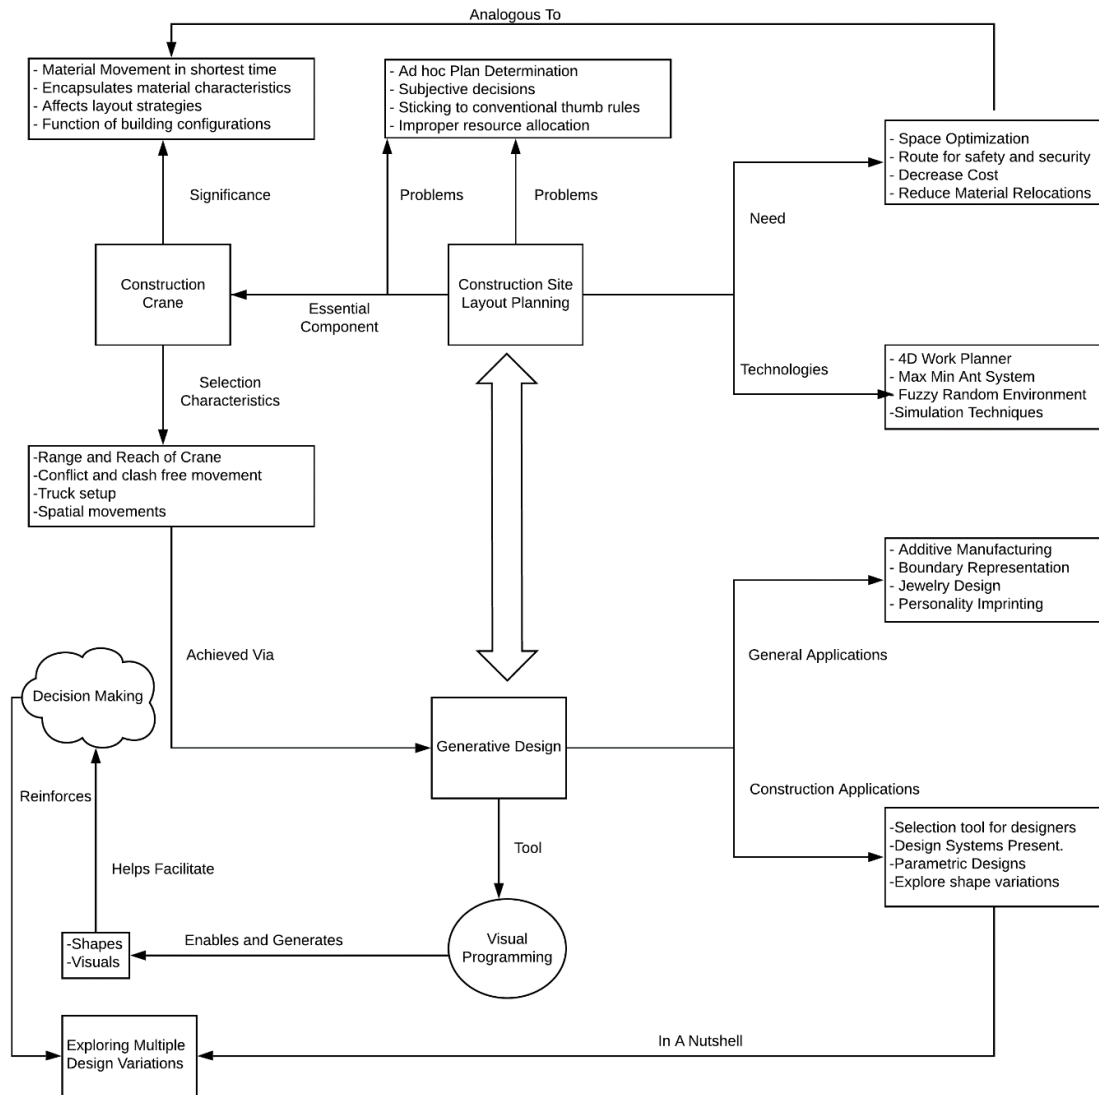 Analogous To
- Material Movement in shortest time
- Encapsulates material characteristics
- Affects layout strategies
- Function of building configurations
- Ad hoc Plan Determination
- Subjective decisions
- Sticking to conventional thumb rules
- Improper resource allocation
- Space Optimization
- Route for safety and security
- Decrease Cost
- Reduce Material Relocations
Significance
Problems
Problems
Need
Construction
Crane
Essential
Component
Construction Site
Layout Planning
Technologies
- 4D Work Planner
- Max Min Ant System
- Fuzzy Random Environment
-Simulation Techniques
Selection
Characteristics
-Range and Reach of Crane
-Conflict and clash free movement
-Truck setup
-Spatial movements
- Additive Manufacturing
- Boundary Representation
- Jewelry Design
- Personality Imprinting
Achieved Via
General Applications
Decision Making
Generative Design
Reinforces
Construction Applications
-Selection tool for designers
-Design Systems Present.
-Parametric Designs
-Explore shape variations
Tool
Helps Facilitate
-Shapes
-Visuals
Enables and Generates
Visual
Programming
Exploring Multiple
Design Variations
In A Nutshell